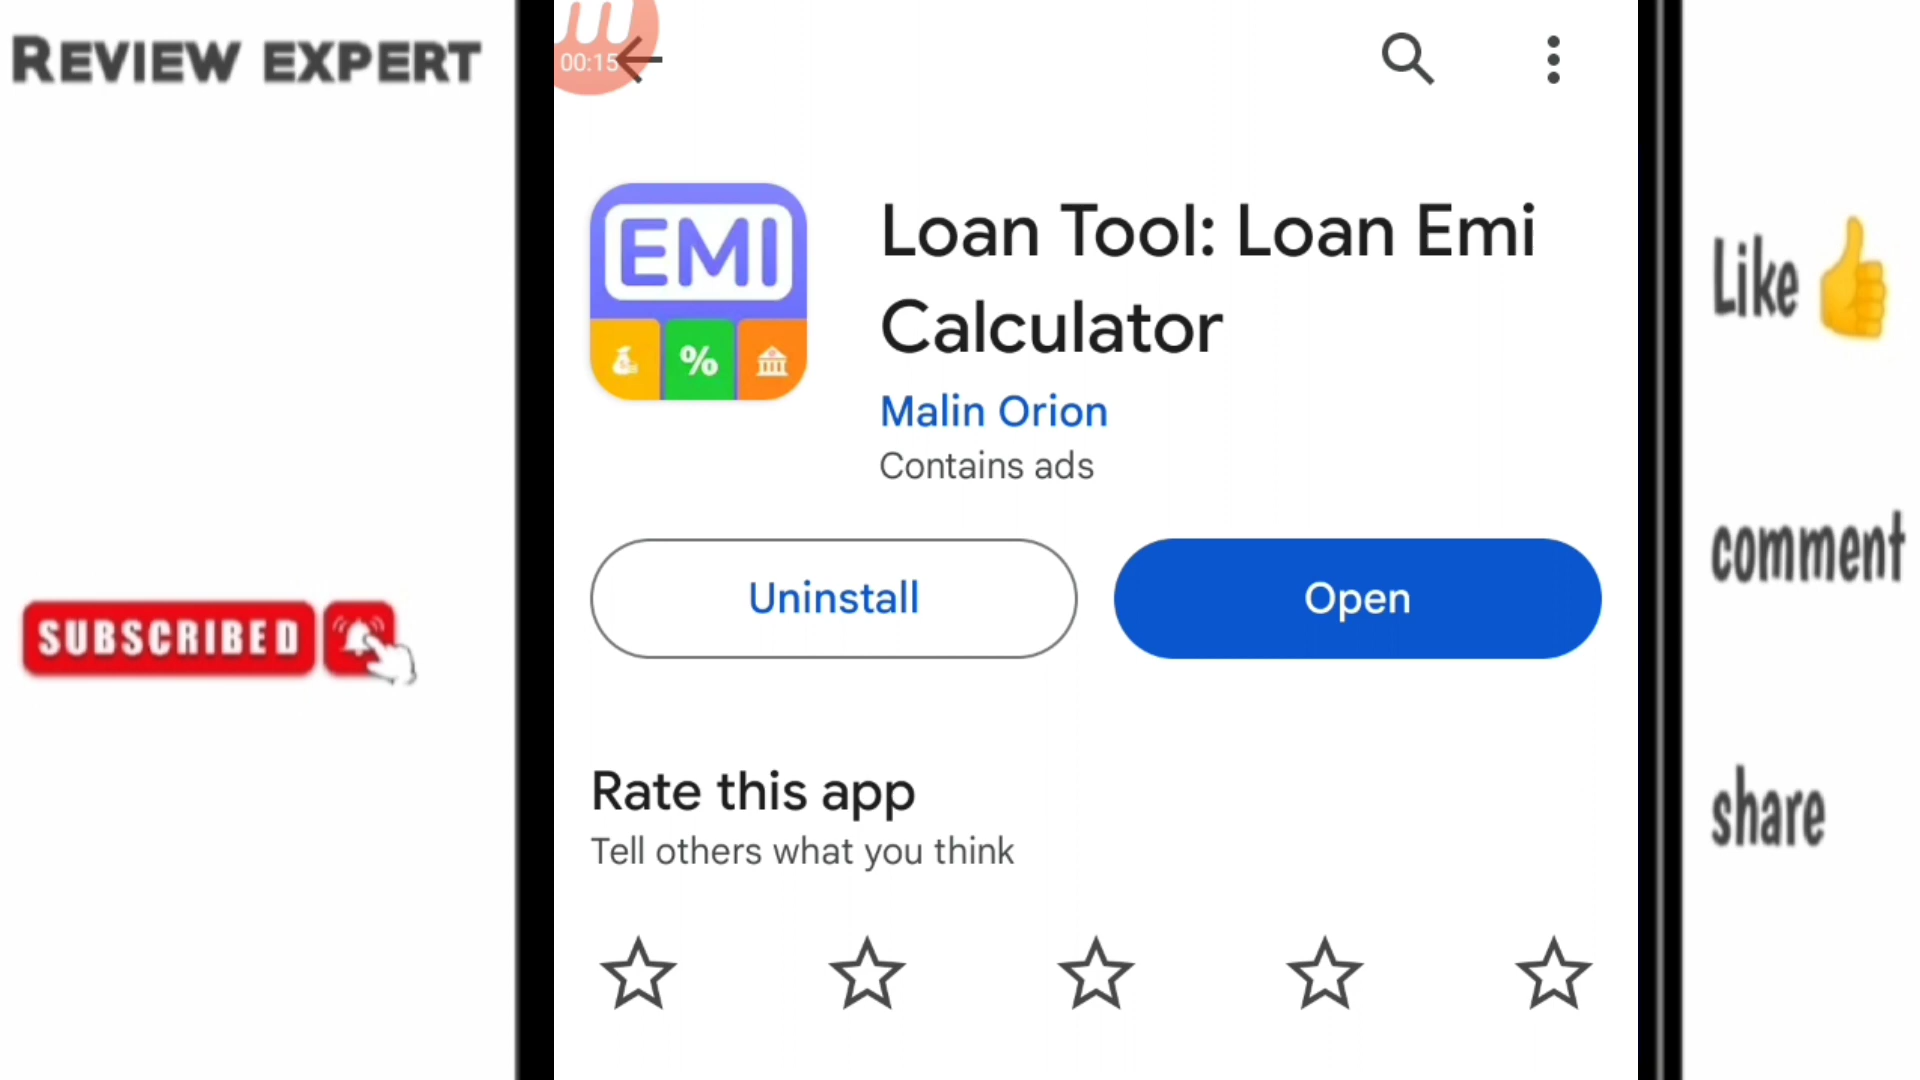 REVIEW EXPERT
SUBSCRIBED
00:15
EMI
%
Loan Tool: Loan Emi
Calculator
Malin Orion
Contains ads
Uninstall
Open
Rate this app
Tell others what you think
Like 👍
comment
share